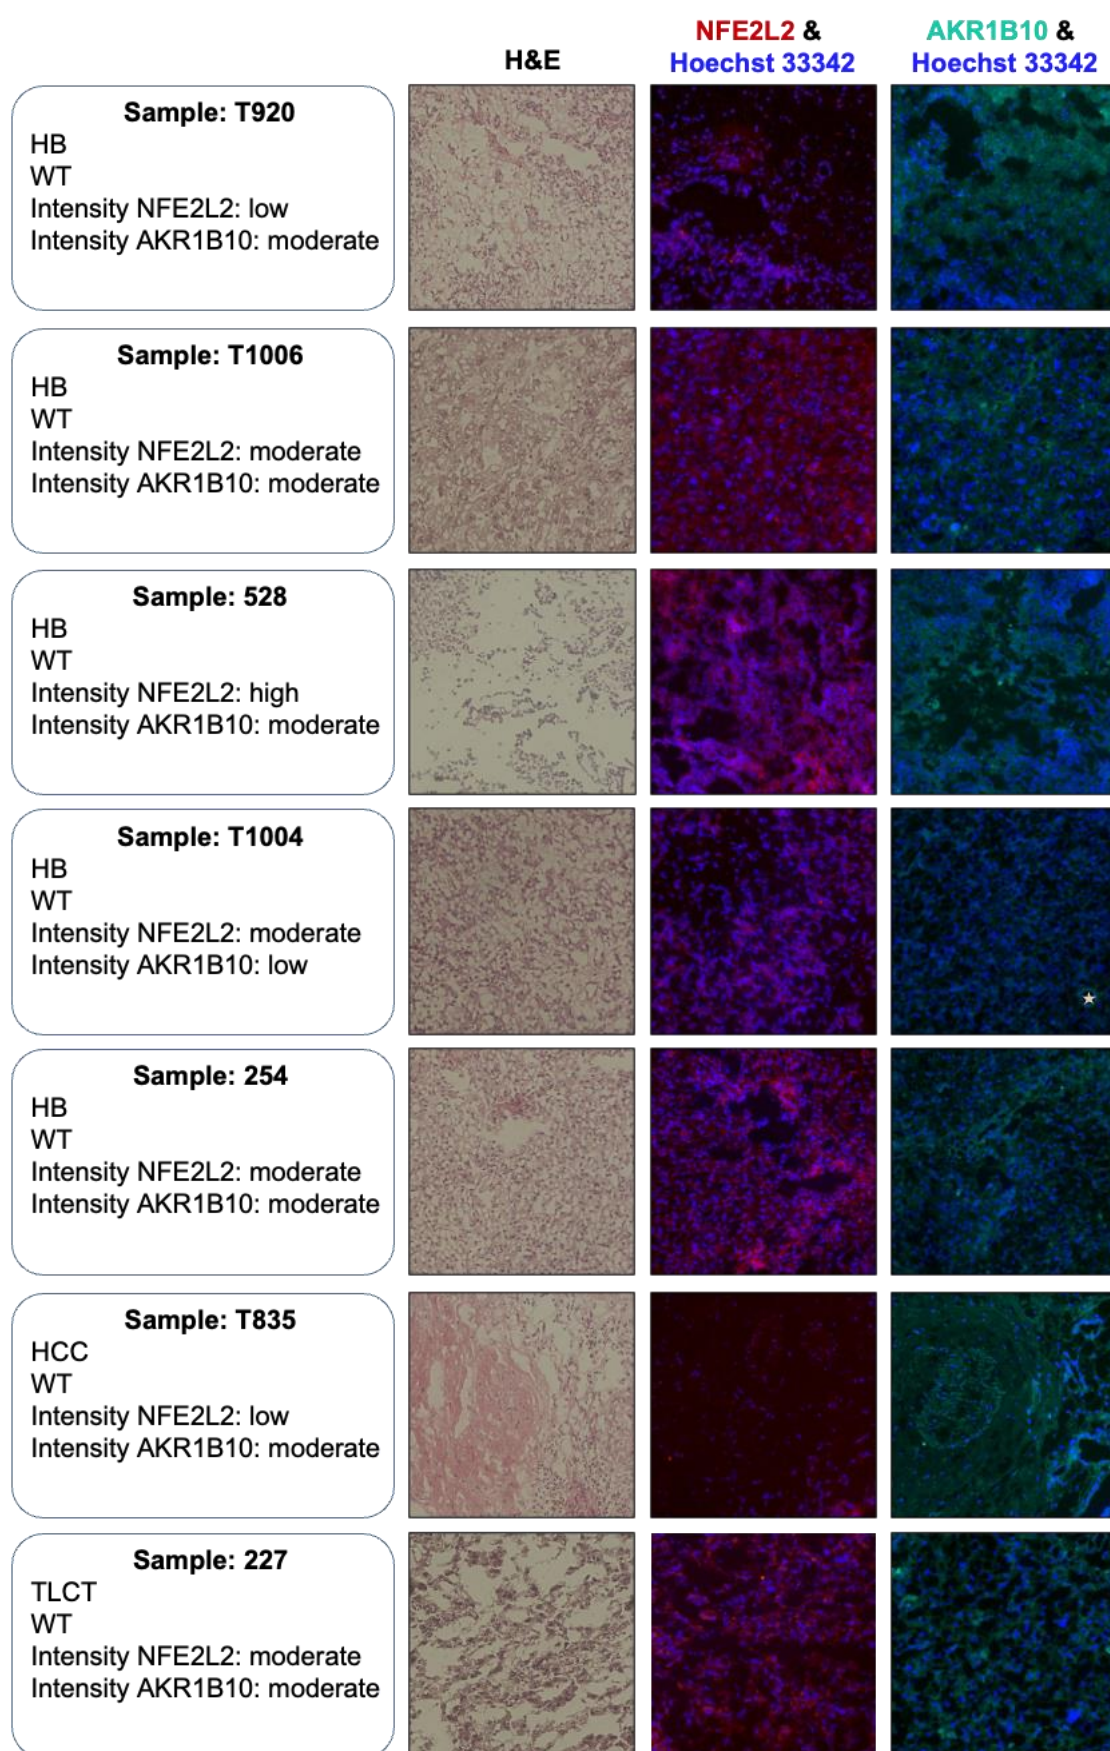 H&E
NFE2L2 &
Hoechst 33342
AKR1B10 &
Hoechst 33342
Sample: T920
HB
WT
Intensity NFE2L2: low
Intensity AKR1B10: moderate
Sample: T1006
HB
WT
Intensity NFE2L2: moderate
Intensity AKR1B10: moderate
Sample: 528
HB
WT
Intensity NFE2L2: high
Intensity AKR1B10: moderate
Sample: T1004
HB
WT
Intensity NFE2L2: moderate
Intensity AKR1B10: low
Sample: 254
HB
WT
Intensity NFE2L2: moderate
Intensity AKR1B10: moderate
Sample: T835
HCC
WT
Intensity NFE2L2: low
Intensity AKR1B10: moderate
Sample: 227
TLCT
WT
Intensity NFE2L2: moderate
Intensity AKR1B10: moderate